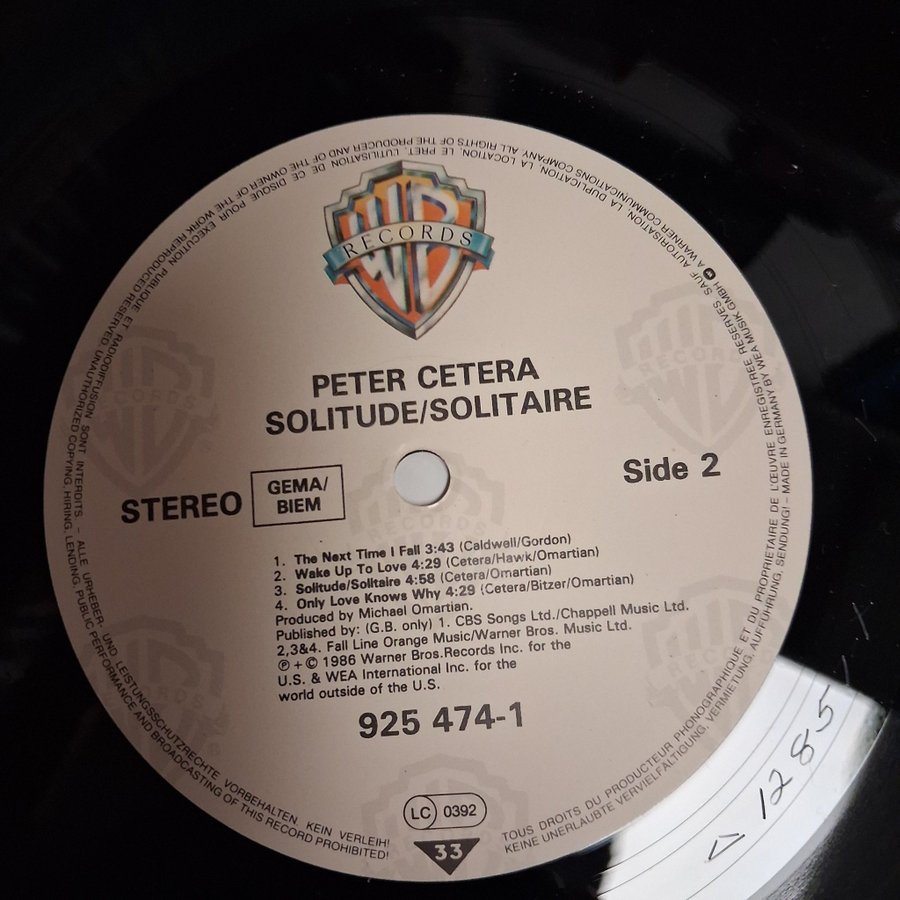 WB
RECORDS
PETER CETERA
SOLITUDE/SOLITAIRE
STEREO
GEMA/
BIEM
Side 2
1. The Next Time I Fall 3:43 (Caldwell/Gordon)
2. Wake Up To Love 4:29 (Cetera/Hawk/Omartian)
3. Solitude/Solitaire 4:58 (Cetera/Omartian)
4. Only Love Knows Why 4:29 (Cetera/Bitzer/Omartian)
Produced by Michael Omartian.
Published by: (G.B. only) 1. CBS Songs Ltd./Chappell Music Ltd.
2,3&4. Fall Line Orange Music/Warner Bros. Music Ltd.
℗ + © 1986 Warner Bros.Records Inc. for the
U.S. & WEA International Inc. for the
world outside of the U.S.
925 474-1
LC 0392
33
TOUS DROITS DU PRODUCTEUR PHONOGRAPHIQUE ET DU PROPRIETAIRE DE L'ŒUVRE ENREGISTREE RESERVES. SAUF AUTORISATION, LA DUPLICATION, LA LOCATION, LE PRET, L'UTILISATION DE CE DISQUE POUR EXECUTION PUBLIQUE ET RADIODIFFUSION SONT INTERDITS. – ALLE URHEBER- UND LEISTUNGSSCHUTZRECHTE VORBEHALTEN. KEIN VERLEIH!
KEINE UNERLAUBTE VERVIELFÄLTIGUNG, VERMIETUNG, AUFFÜHRUNG, SENDUNG! – MADE IN GERMANY BY WEA MUSIK GMBH A WARNER COMMUNICATIONS COMPANY. ALL RIGHTS OF THE PRODUCER AND OF THE OWNER OF THE WORK REPRODUCED RESERVED. UNAUTHORIZED COPYING, HIRING, LENDING, PUBLIC PERFORMANCE AND BROADCASTING OF THIS RECORD PROHIBITED!
1285